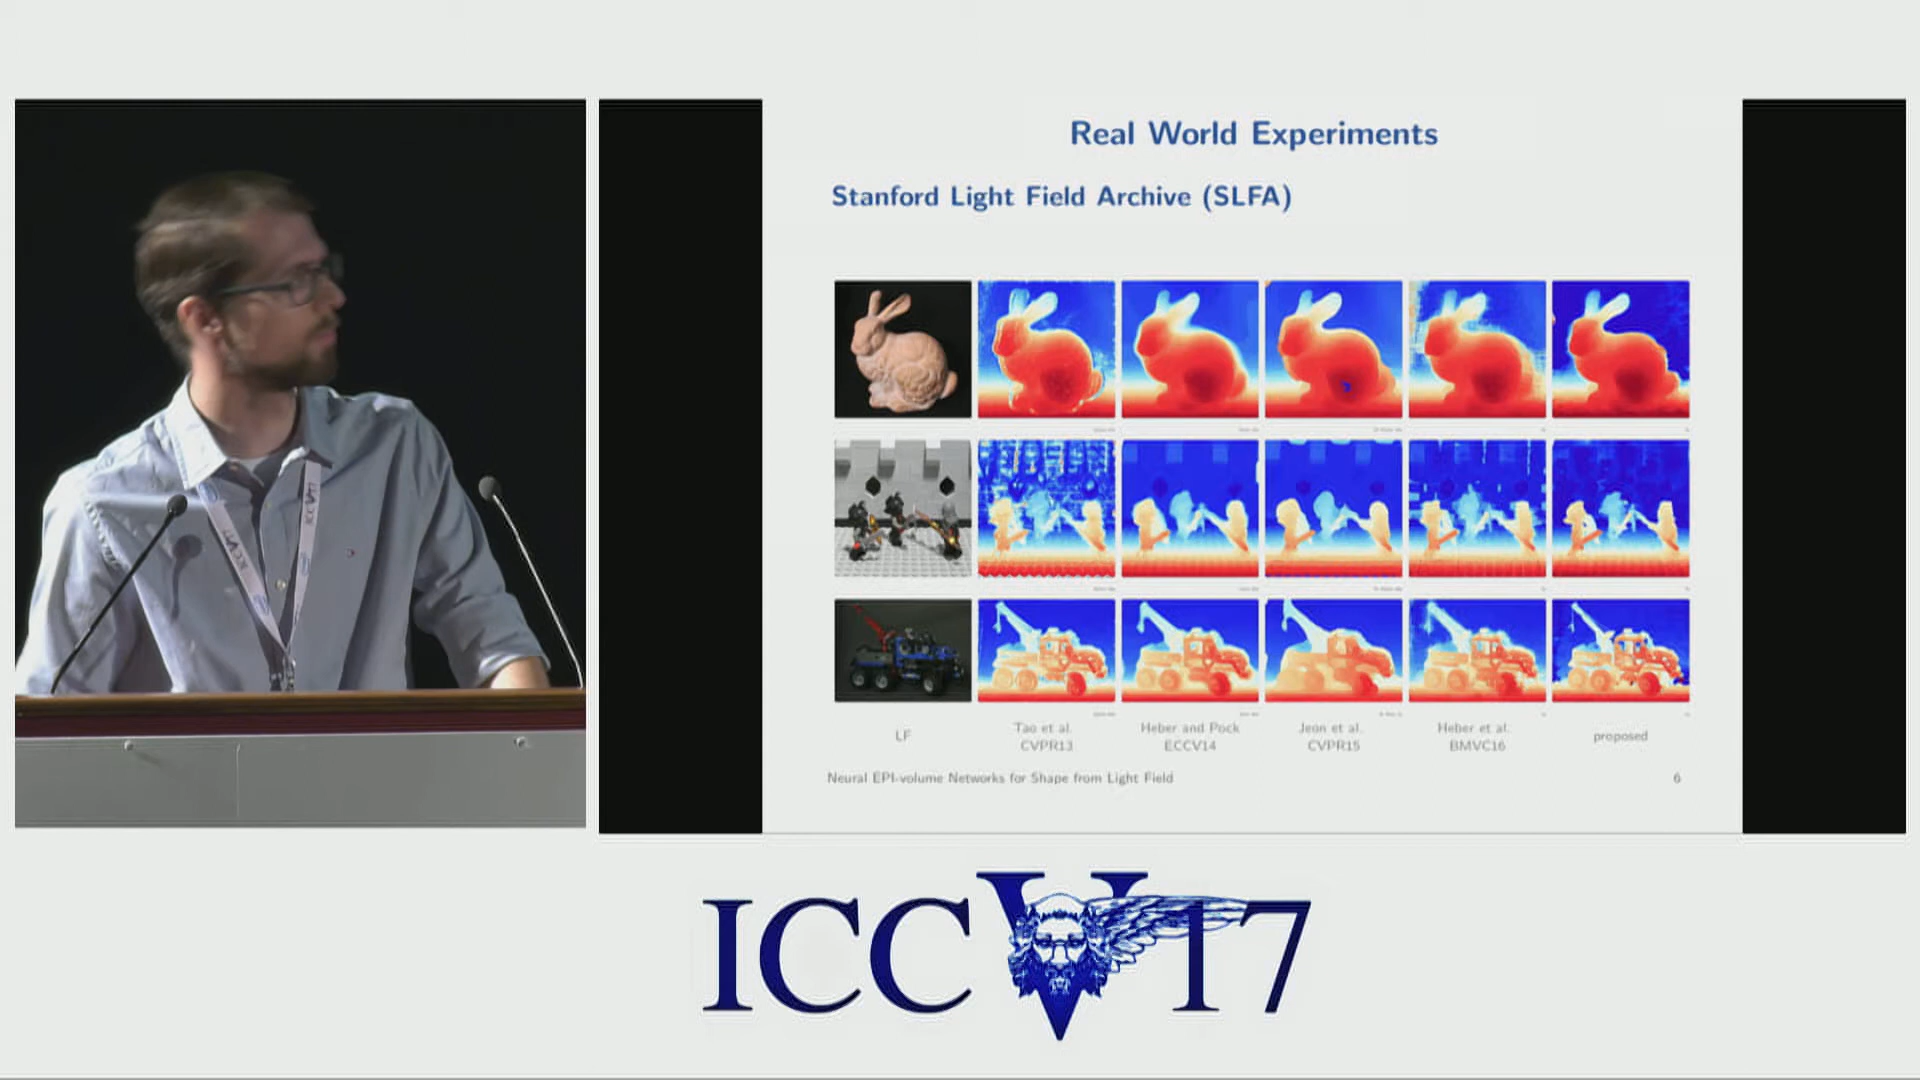 Real World Experiments
Stanford Light Field Archive (SLFA)
LF
Tao et al.
CVPR13
Heber and Pock
ECCV14
Jeon et al.
CVPR15
Heber et al.
BMVC16
proposed
Neural EPI-volume Networks for Shape from Light Field
6
ICCV17